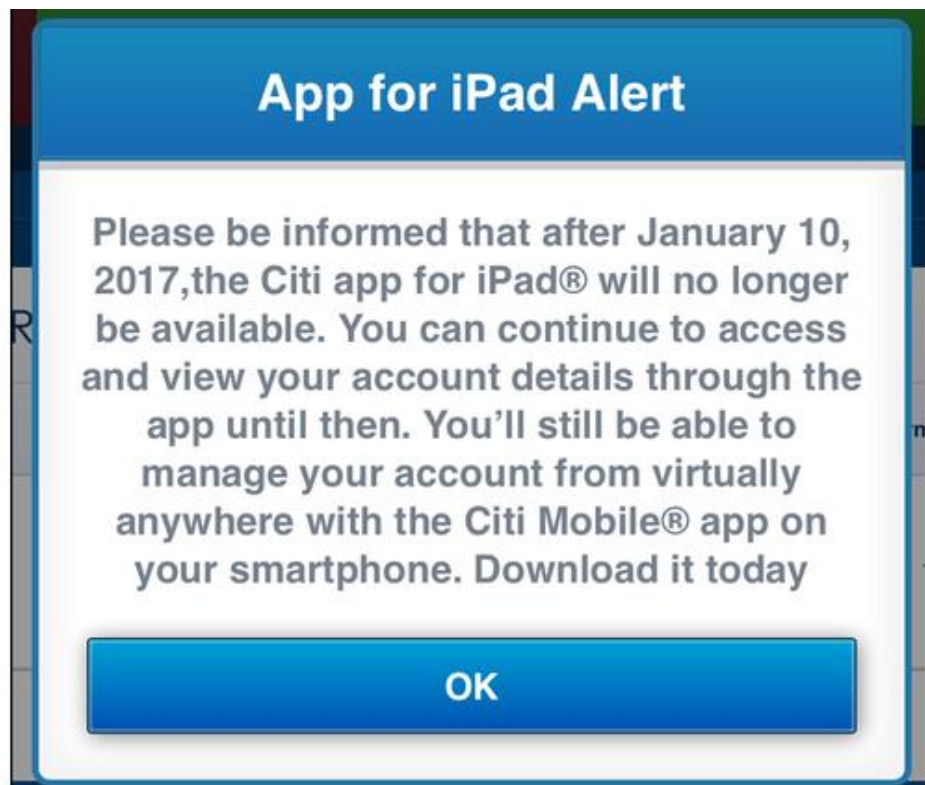 App for iPad Alert
Please be informed that after January 10,
2017,the Citi app for iPad® will no longer
be available. You can continue to access
and view your account details through the
app until then. You’ll still be able to
manage your account from virtually
anywhere with the Citi Mobile® app on
your smartphone. Download it today
OK